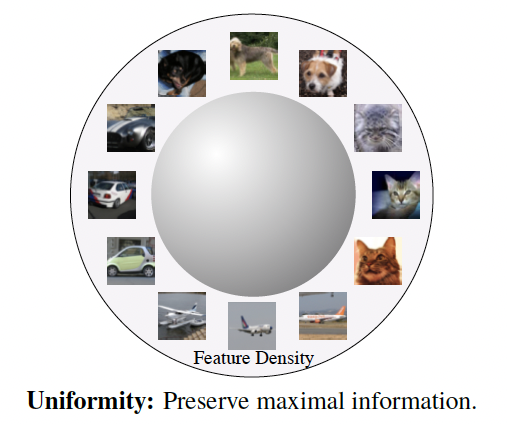 Feature Density
Uniformity: Preserve maximal information.